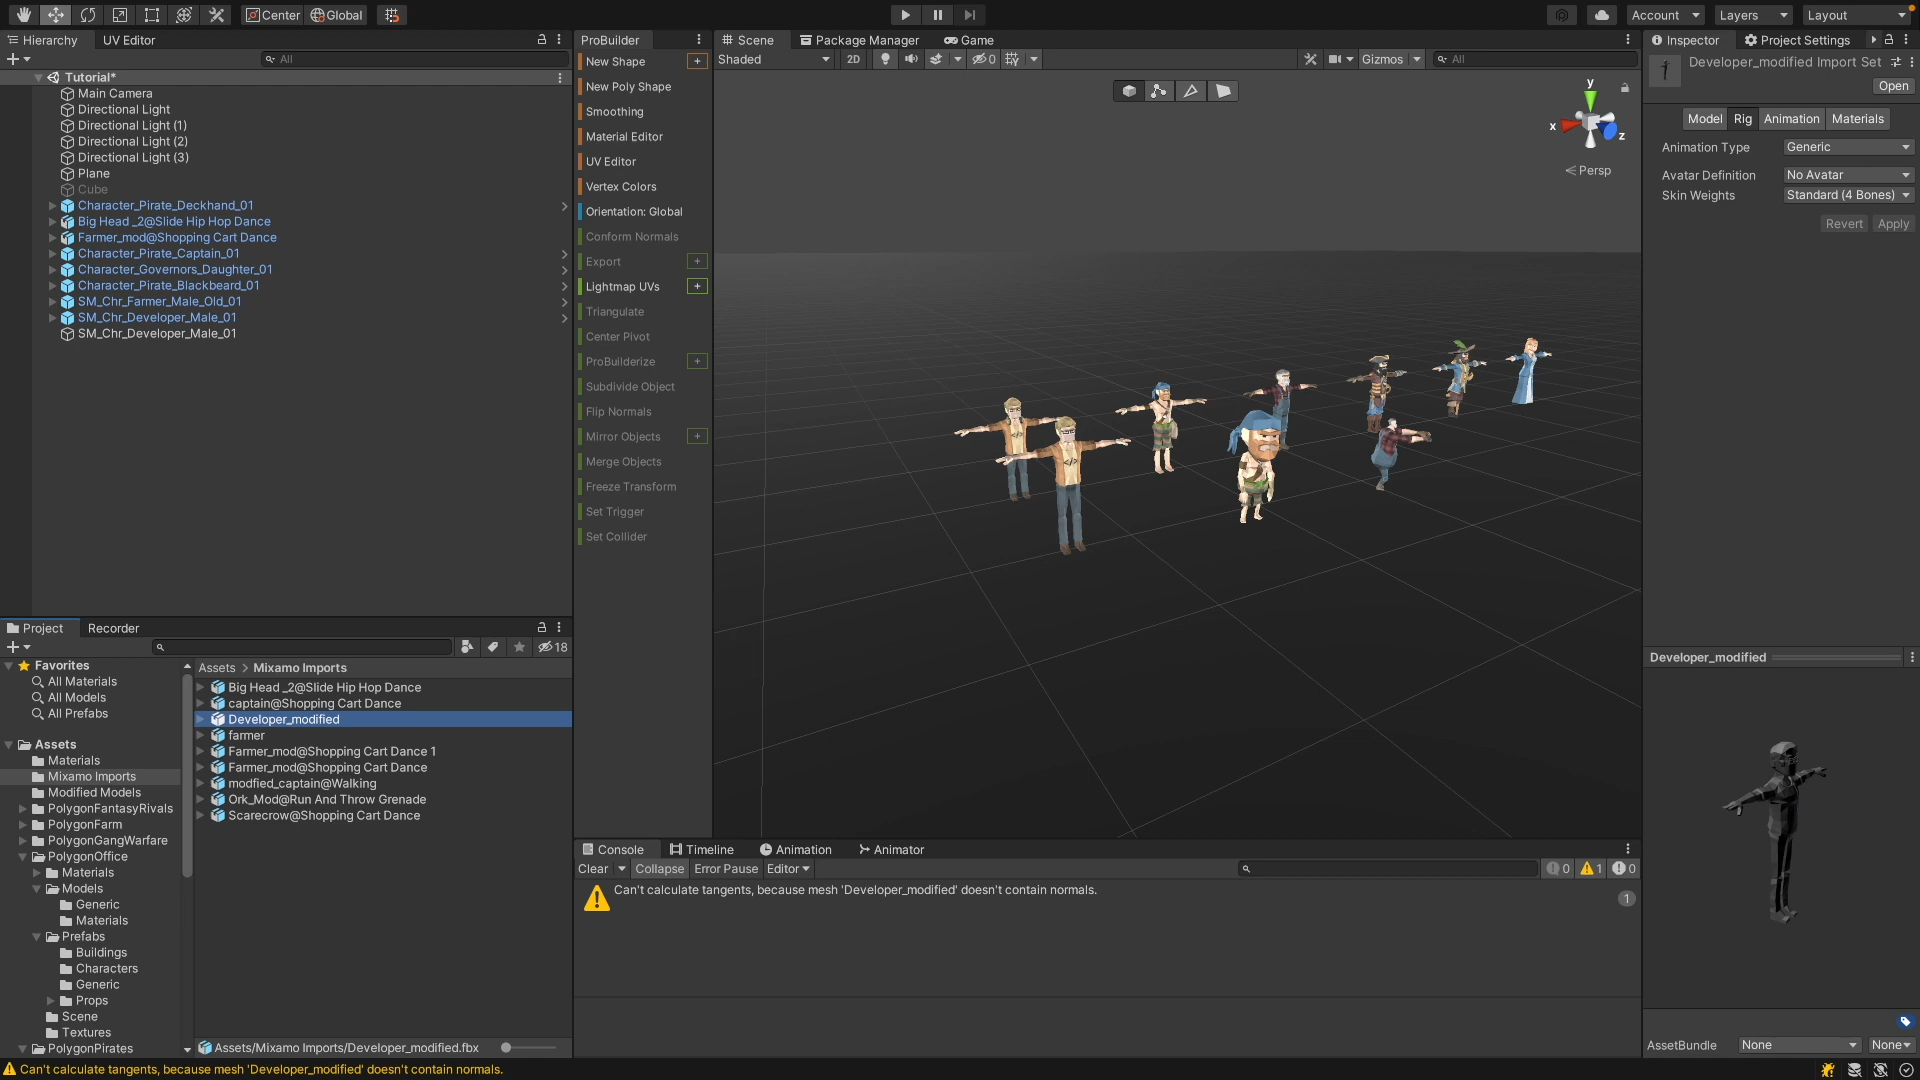 Center
Global
Account
Layers
Layout
Hierarchy
UV Editor
All
Tutorial*
Main Camera
Directional Light
Directional Light (1)
Directional Light (2)
Directional Light (3)
Plane
Cube
Character_Pirate_Deckhand_01
Big Head _2@Slide Hip Hop Dance
Farmer_mod@Shopping Cart Dance
Character_Pirate_Captain_01
Character_Governors_Daughter_01
Character_Pirate_Blackbeard_01
SM_Chr_Farmer_Male_Old_01
SM_Chr_Developer_Male_01
SM_Chr_Developer_Male_01
ProBuilder
New Shape
New Poly Shape
Smoothing
Material Editor
UV Editor
Vertex Colors
Orientation: Global
Conform Normals
Export
Lightmap UVs
Triangulate
Center Pivot
ProBuilderize
Subdivide Object
Flip Normals
Mirror Objects
Merge Objects
Freeze Transform
Set Trigger
Set Collider
Scene
Package Manager
Game
Shaded
2D
0
Gizmos
All
y
x
z
Persp
Inspector
Project Settings
Developer_modified Import Set
Open
Model
Rig
Animation
Materials
Animation Type
Generic
Avatar Definition
No Avatar
Skin Weights
Standard (4 Bones)
Revert
Apply
Project
Recorder
18
Favorites
All Materials
All Models
All Prefabs
Assets
Materials
Mixamo Imports
Modified Models
PolygonFantasyRivals
PolygonFarm
PolygonGangWarfare
PolygonOffice
Materials
Models
Generic
Materials
Prefabs
Buildings
Characters
Generic
Props
Scene
Textures
PolygonPirates
Assets > Mixamo Imports
Big Head _2@Slide Hip Hop Dance
captain@Shopping Cart Dance
Developer_modified
farmer
Farmer_mod@Shopping Cart Dance 1
Farmer_mod@Shopping Cart Dance
modfied_captain@Walking
Ork_Mod@Run And Throw Grenade
Scarecrow@Shopping Cart Dance
Assets/Mixamo Imports/Developer_modified.fbx
Console
Timeline
Animation
Animator
Clear
Collapse
Error Pause
Editor
0
1
0
Can't calculate tangents, because mesh 'Developer_modified' doesn't contain normals.
1
Developer_modified
AssetBundle
None
None
Can't calculate tangents, because mesh 'Developer_modified' doesn't contain normals.